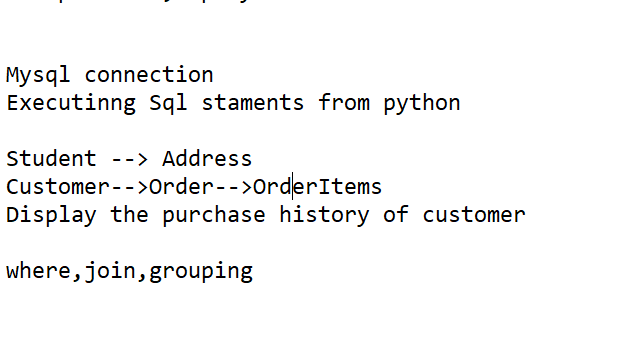 Mysql connection
Executinng Sql staments from python
Student --> Address
Customer-->Order-->OrderItems
Display the purchase history of customer
where,join,grouping